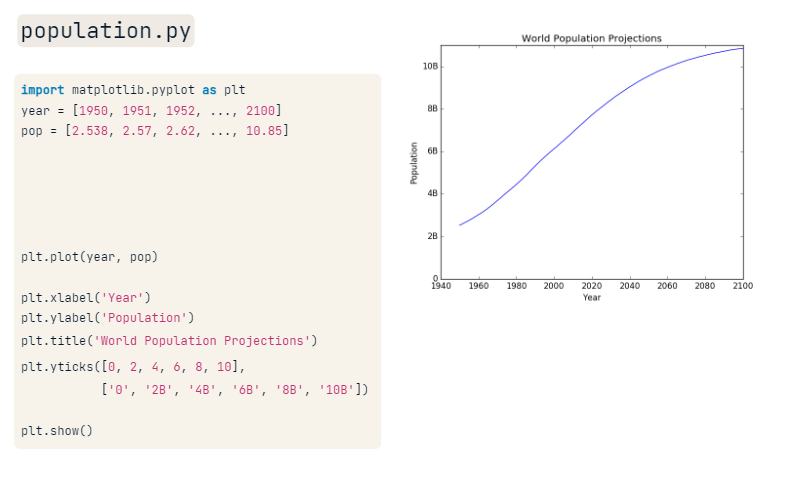 population.py
import matplotlib.pyplot as plt
year = [1950, 1951, 1952, ..., 2100]
pop = [2.538, 2.57, 2.62, ..., 10.85]
plt.plot(year, pop)
plt.xlabel('Year')
plt.ylabel('Population')
plt.title('World Population Projections')
plt.yticks([0, 2, 4, 6, 8, 10],
['0', '2B', '4B', '6B', '8B', '10B'])
plt.show()
World Population Projections
Population
10B
8B
6B
4B
2B
0
1940 1960 1980 2000 2020 2040 2060 2080 2100
Year